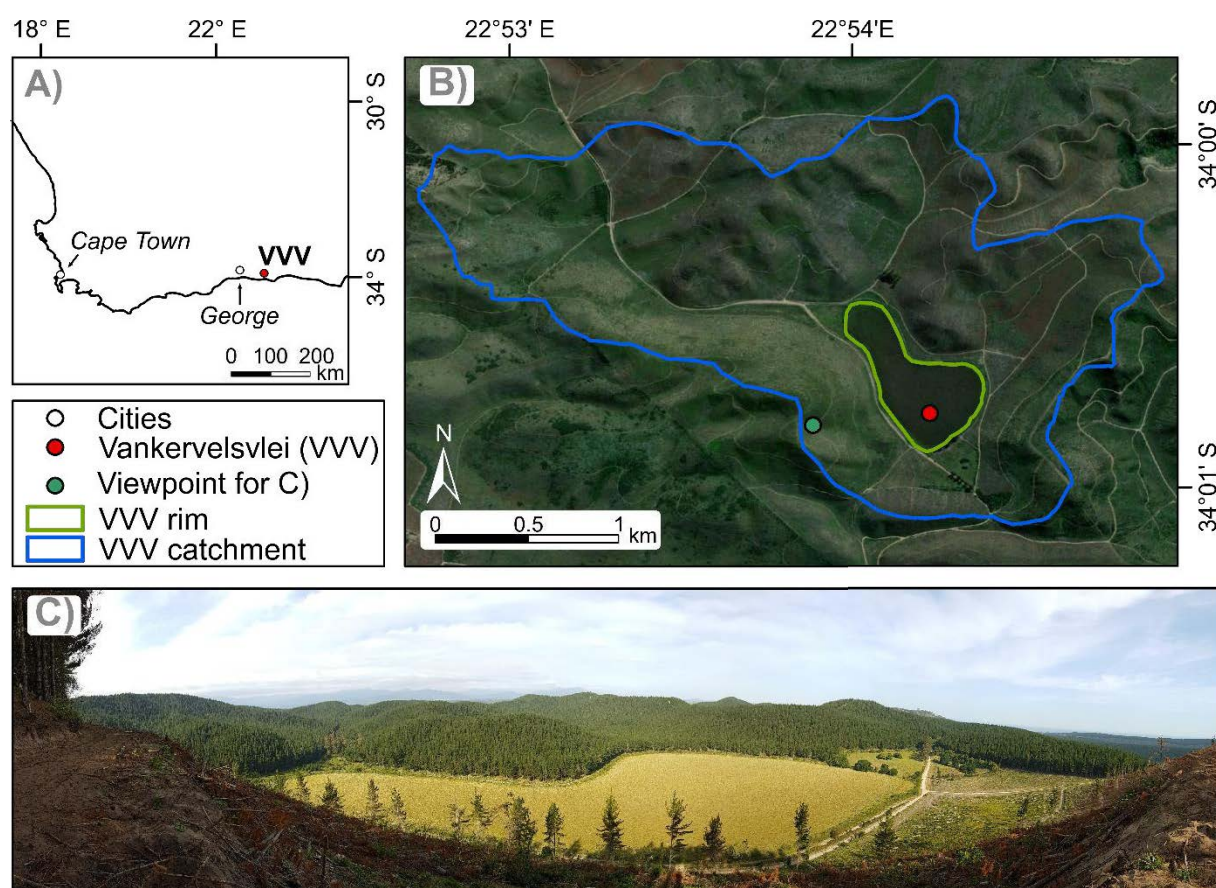 18° E
22° E
22°53' E
22°54' E
A)
30° S
Cape Town
VVV
34° S
George
0 100 200
km
B)
34°00' S
N
34°01' S
0 0.5 1
km
Cities
Vankervelsvlei (VVV)
Viewpoint for C)
VVV rim
VVV catchment
C)